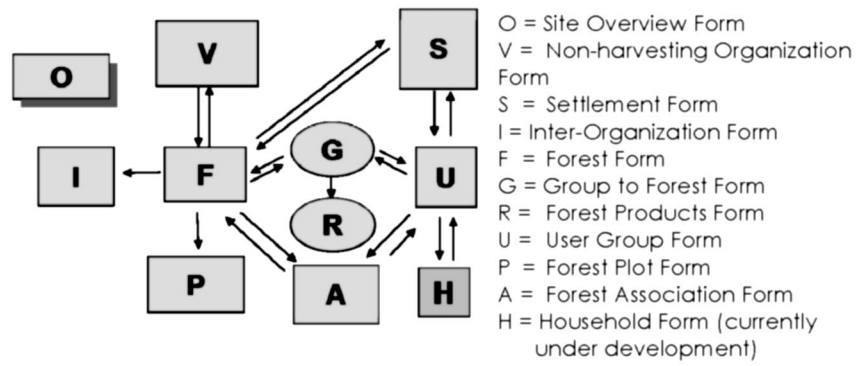 O
V
S
I
F
G
U
R
P
A
H
O = Site Overview Form
V = Non-harvesting Organization
Form
S = Settlement Form
I = Inter-Organization Form
F = Forest Form
G = Group to Forest Form
R = Forest Products Form
U = User Group Form
P = Forest Plot Form
A = Forest Association Form
H = Household Form (currently
under development)